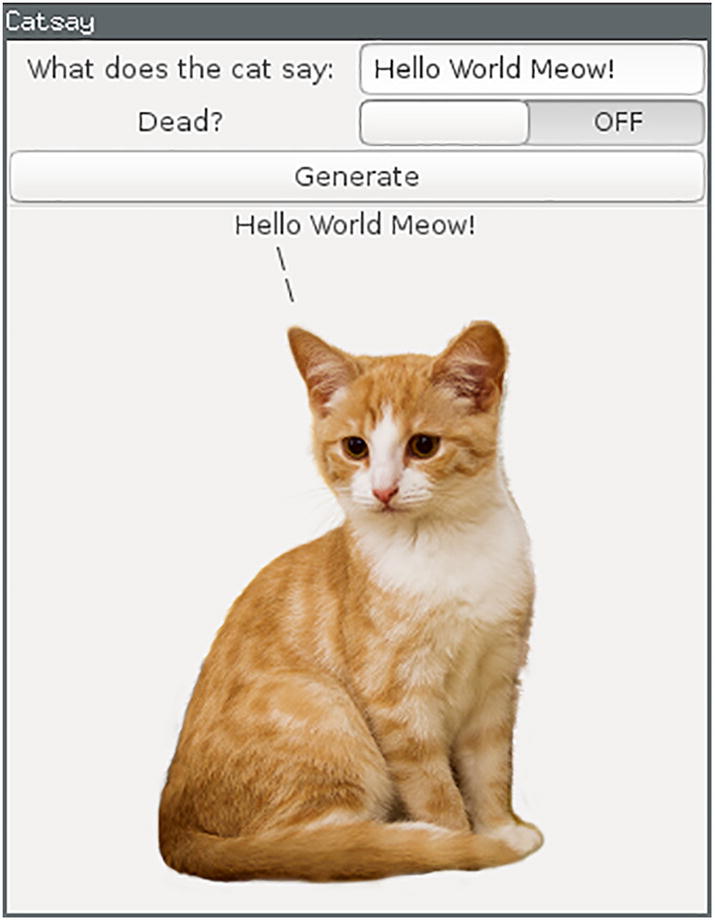 Catsay
What does the cat say: Hello World Meow!
Dead? OFF
Generate
Hello World Meow!